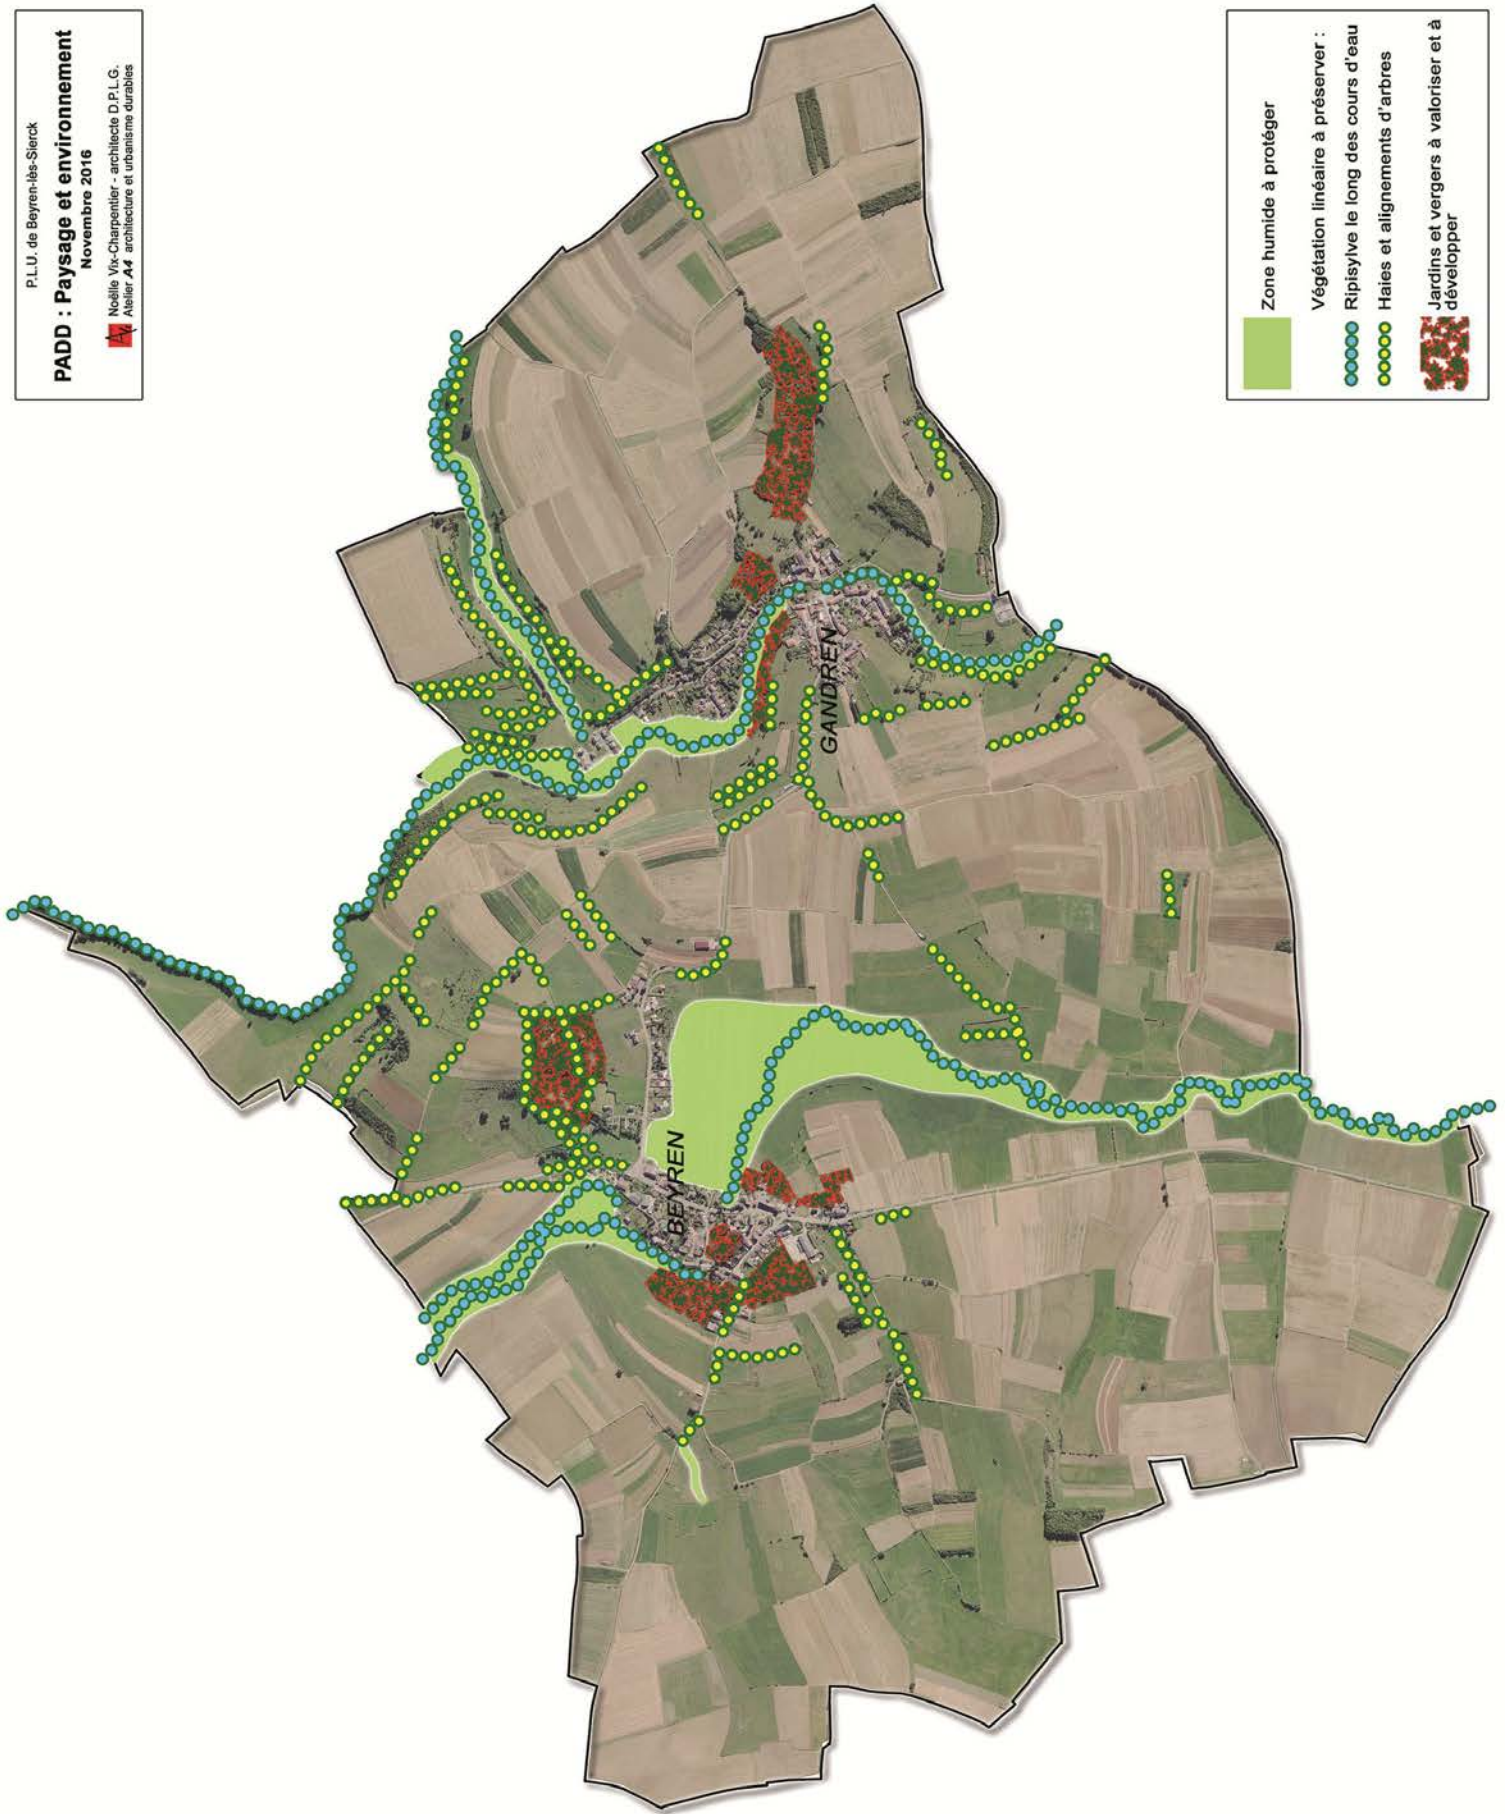 P.L.U. de Beyren-lès-Sierck
PADD : Paysage et environnement
Novembre 2016
Noëlle Vix-Charpentier - architecte D.P.L.G.
Atelier A4 architecture et urbanisme durables
GANDREN
BEYREN
Zone humide à protéger
Végétation linéaire à préserver :
Ripisylve le long des cours d'eau
Haies et alignements d'arbres
Jardins et vergers à valoriser et à
développer